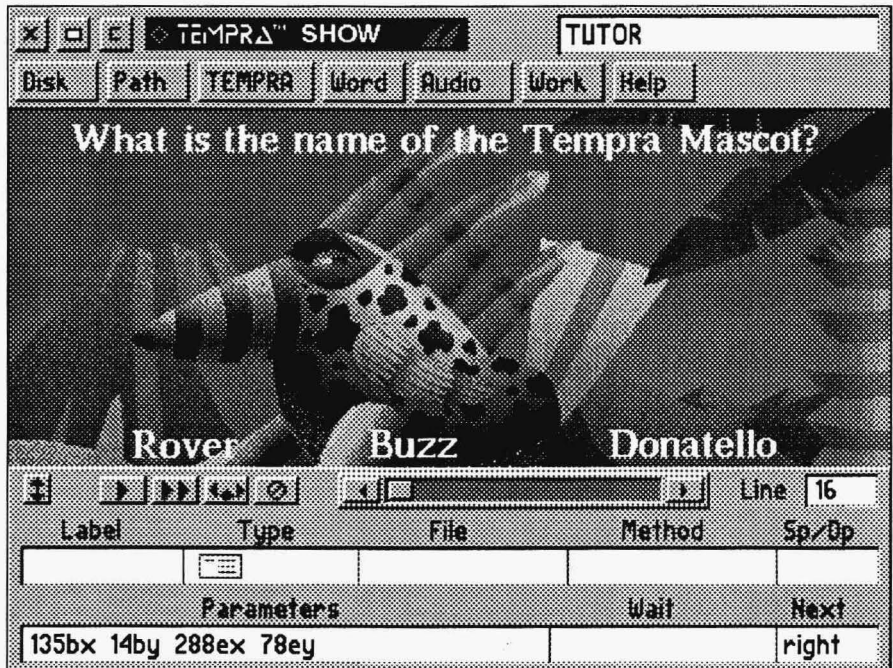 X E TEMPRA™ SHOW TUTOR
Disk Path TEMPRA Word Audio Work Help
What is the name of the Tempra Mascot?
Rover Buzz Donatello
Line 16
Label Type File Method Sp/Dp
Parameters Wait Next
135bx 14by 288ex 78ey right